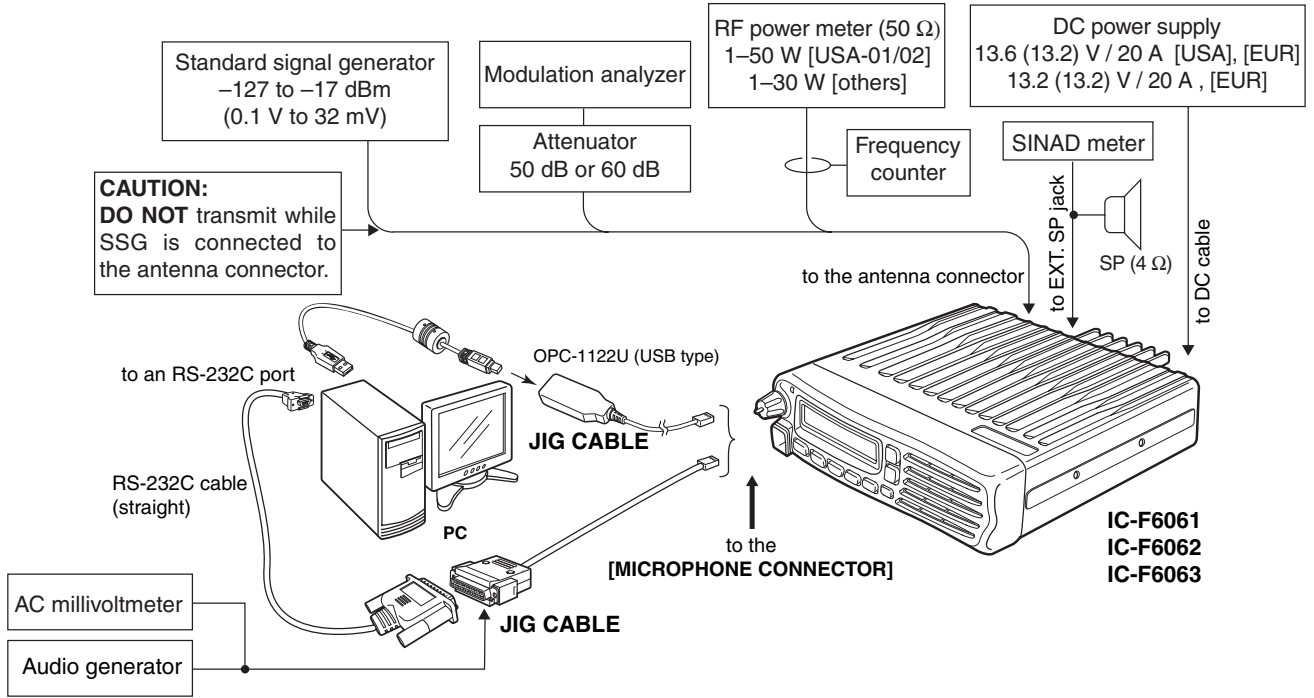 Standard signal generator
–127 to –17 dBm
(0.1 V to 32 mV)
Modulation analyzer
Attenuator
50 dB or 60 dB
RF power meter (50 Ω)
1–50 W [USA-01/02]
1–30 W [others]
Frequency
counter
DC power supply
13.6 (13.2) V / 20 A  [USA], [EUR]
13.2 (13.2) V / 20 A , [EUR]
SINAD meter
SP (4 Ω)
CAUTION:
DO NOT transmit while
SSG is connected to
the antenna connector.
to the antenna connector
to EXT. SP jack
to DC cable
to an RS-232C port
OPC-1122U (USB type)
JIG CABLE
RS-232C cable
(straight)
PC
to the
[MICROPHONE CONNECTOR]
IC-F6061
IC-F6062
IC-F6063
AC millivoltmeter
Audio generator
JIG CABLE